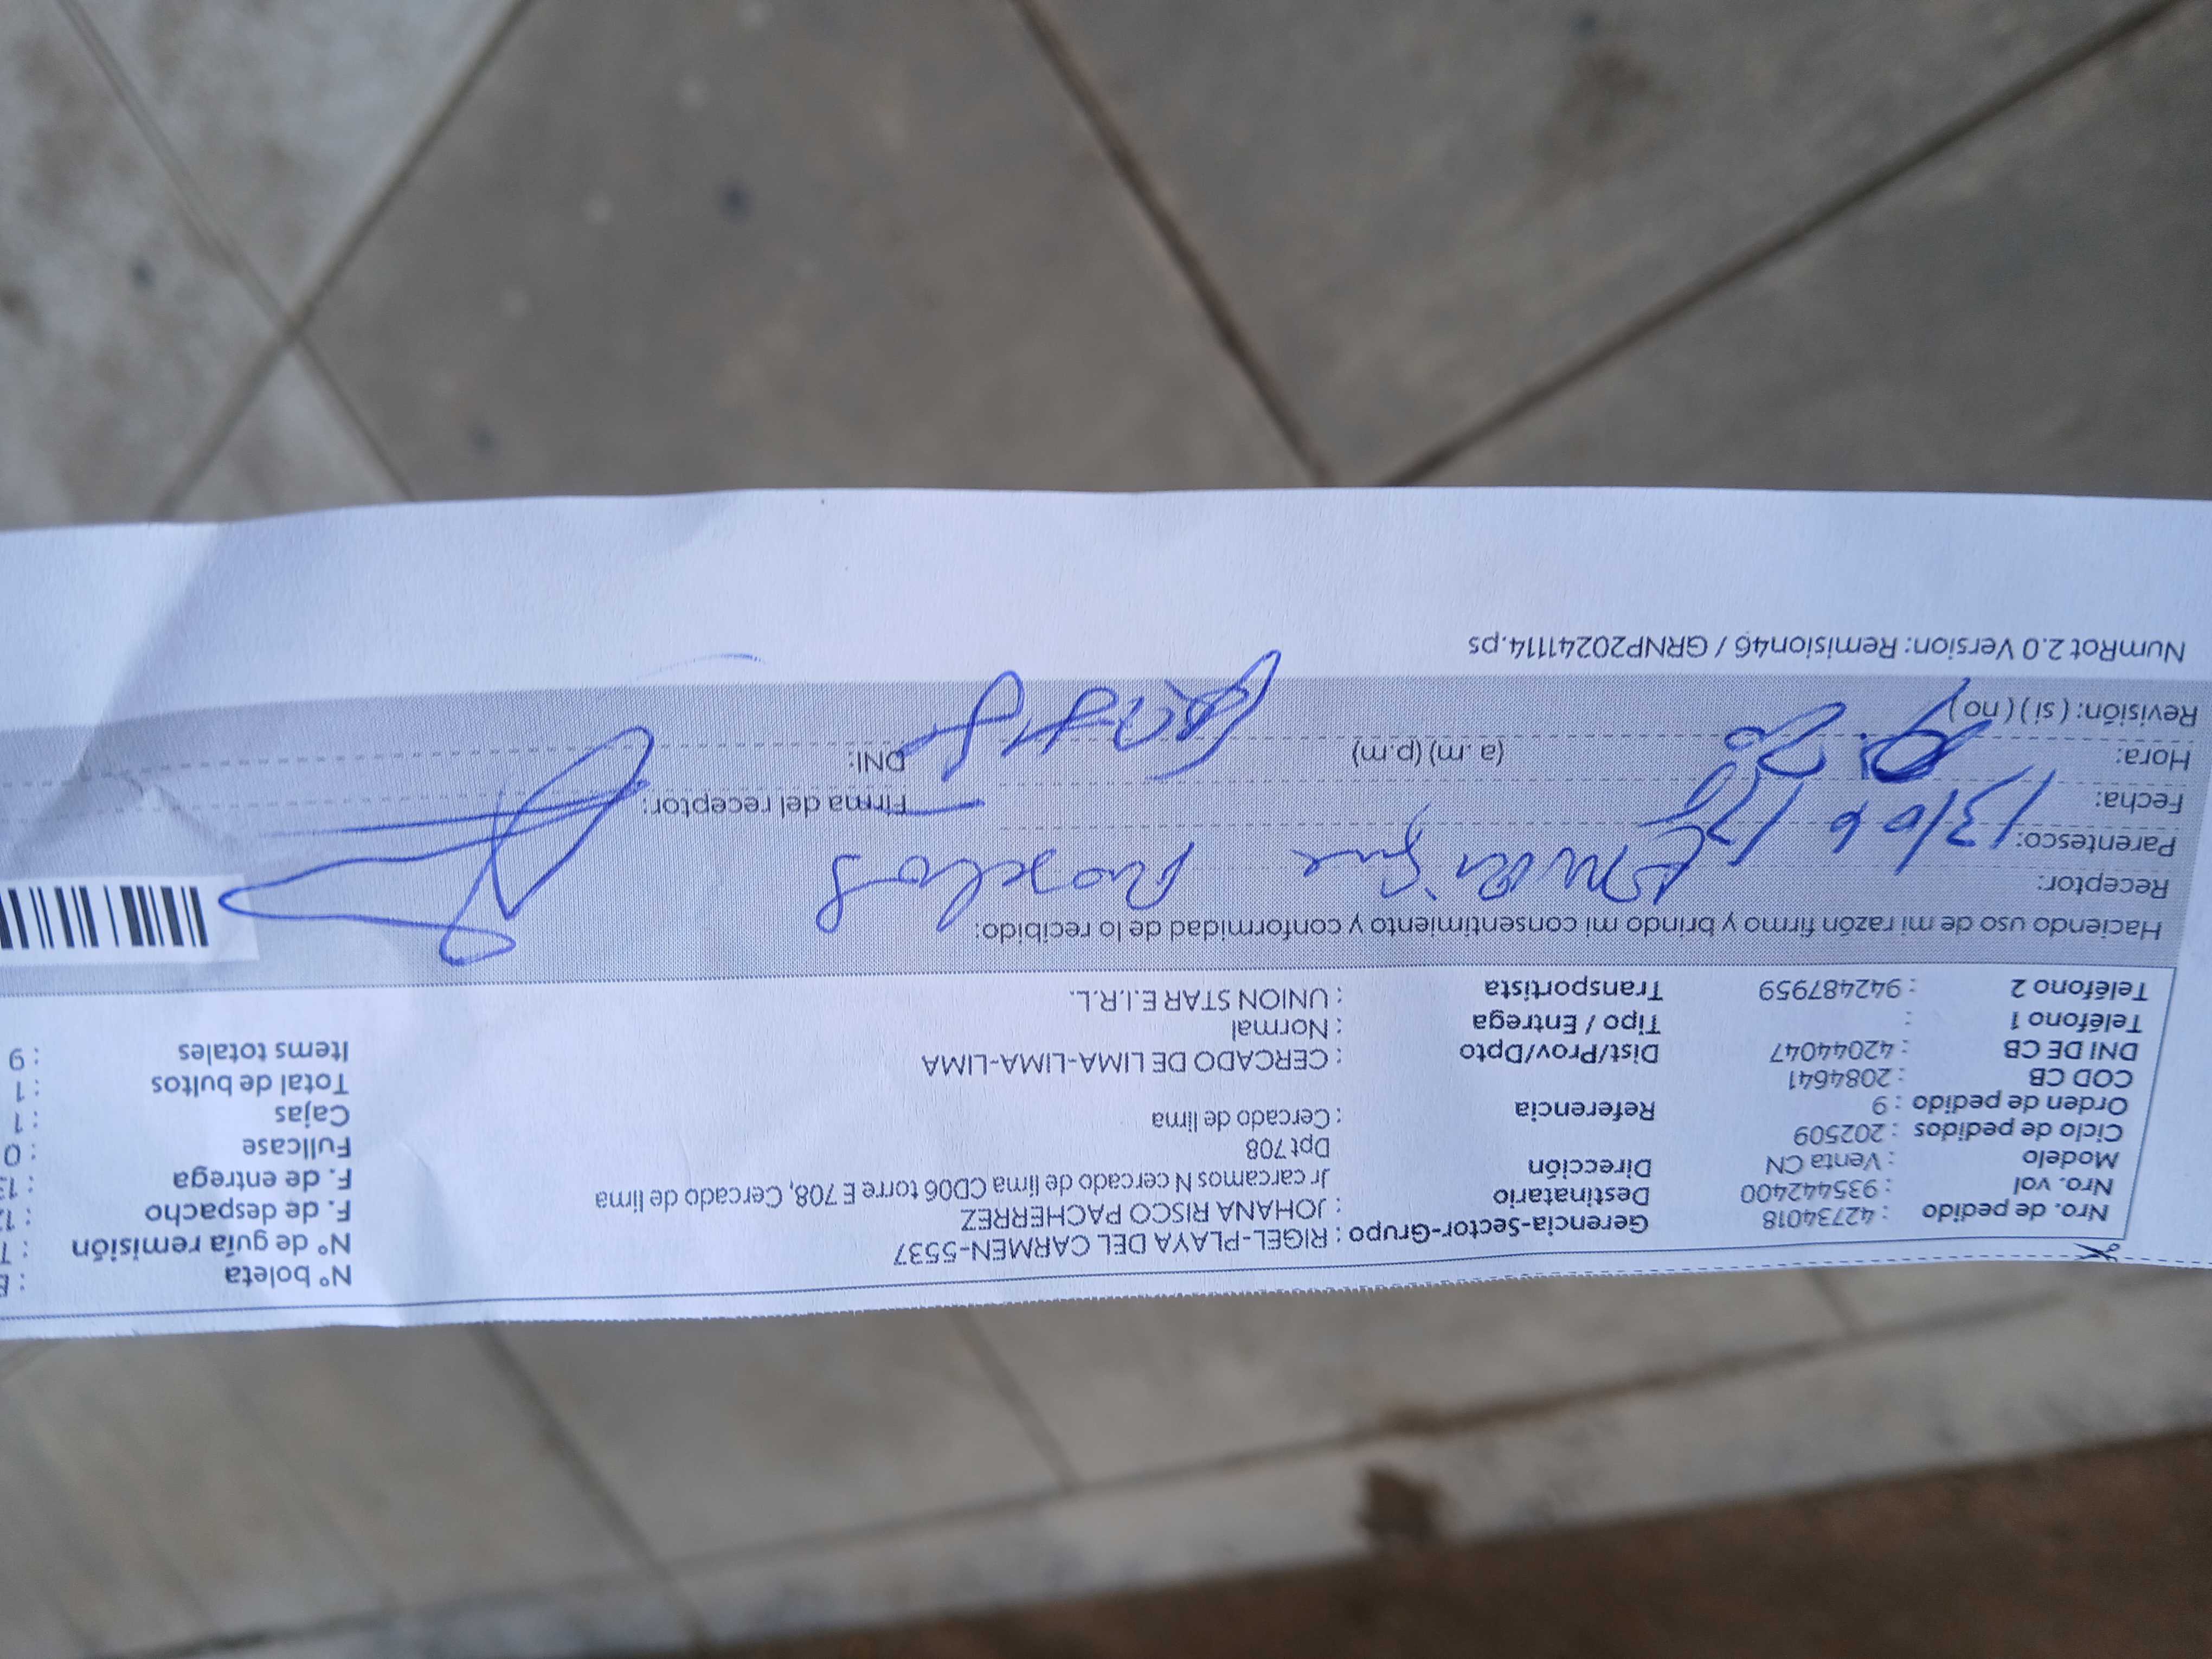 Nro. de pedido : 42734018 Gerencia-Sector-Grupo : RIGEL-PLAYA DEL CARMEN-5537 N° boleta :
Nro. vol : 935442400 Destinatario : JOHANA RISCO PACHERREZ N° de guía remisión :
Modelo : Venta CN Dirección Jr carcamos N cercado de lima CD06 torre E 708, Cercado de lima F. de despacho :
Ciclo de pedidos : 202509 Dpt 708 F. de entrega :
Orden de pedido : 9 Referencia : Cercado de lima Fullcase : 0
COD CB : 2084641 Cajas : 1
DNI DE CB : 42044047 Dist/Prov/Dpto : CERCADO DE LIMA-LIMA-LIMA Total de bultos : 1
Teléfono 1 : Tipo / Entrega : Normal Items totales : 9
Teléfono 2 : 942487959 Transportista : UNION STAR E.I.R.L.
Haciendo uso de mi razón firmo y brindo mi consentimiento y conformidad de lo recibido:
Receptor:
Parentesco:
Fecha: 13/06/ Firma del receptor:
Hora: (a.m) (p.m) DNI:
Revisión: (si) (no)
NumRot 2.0 Version: Remision46 / GRNP20241114.ps